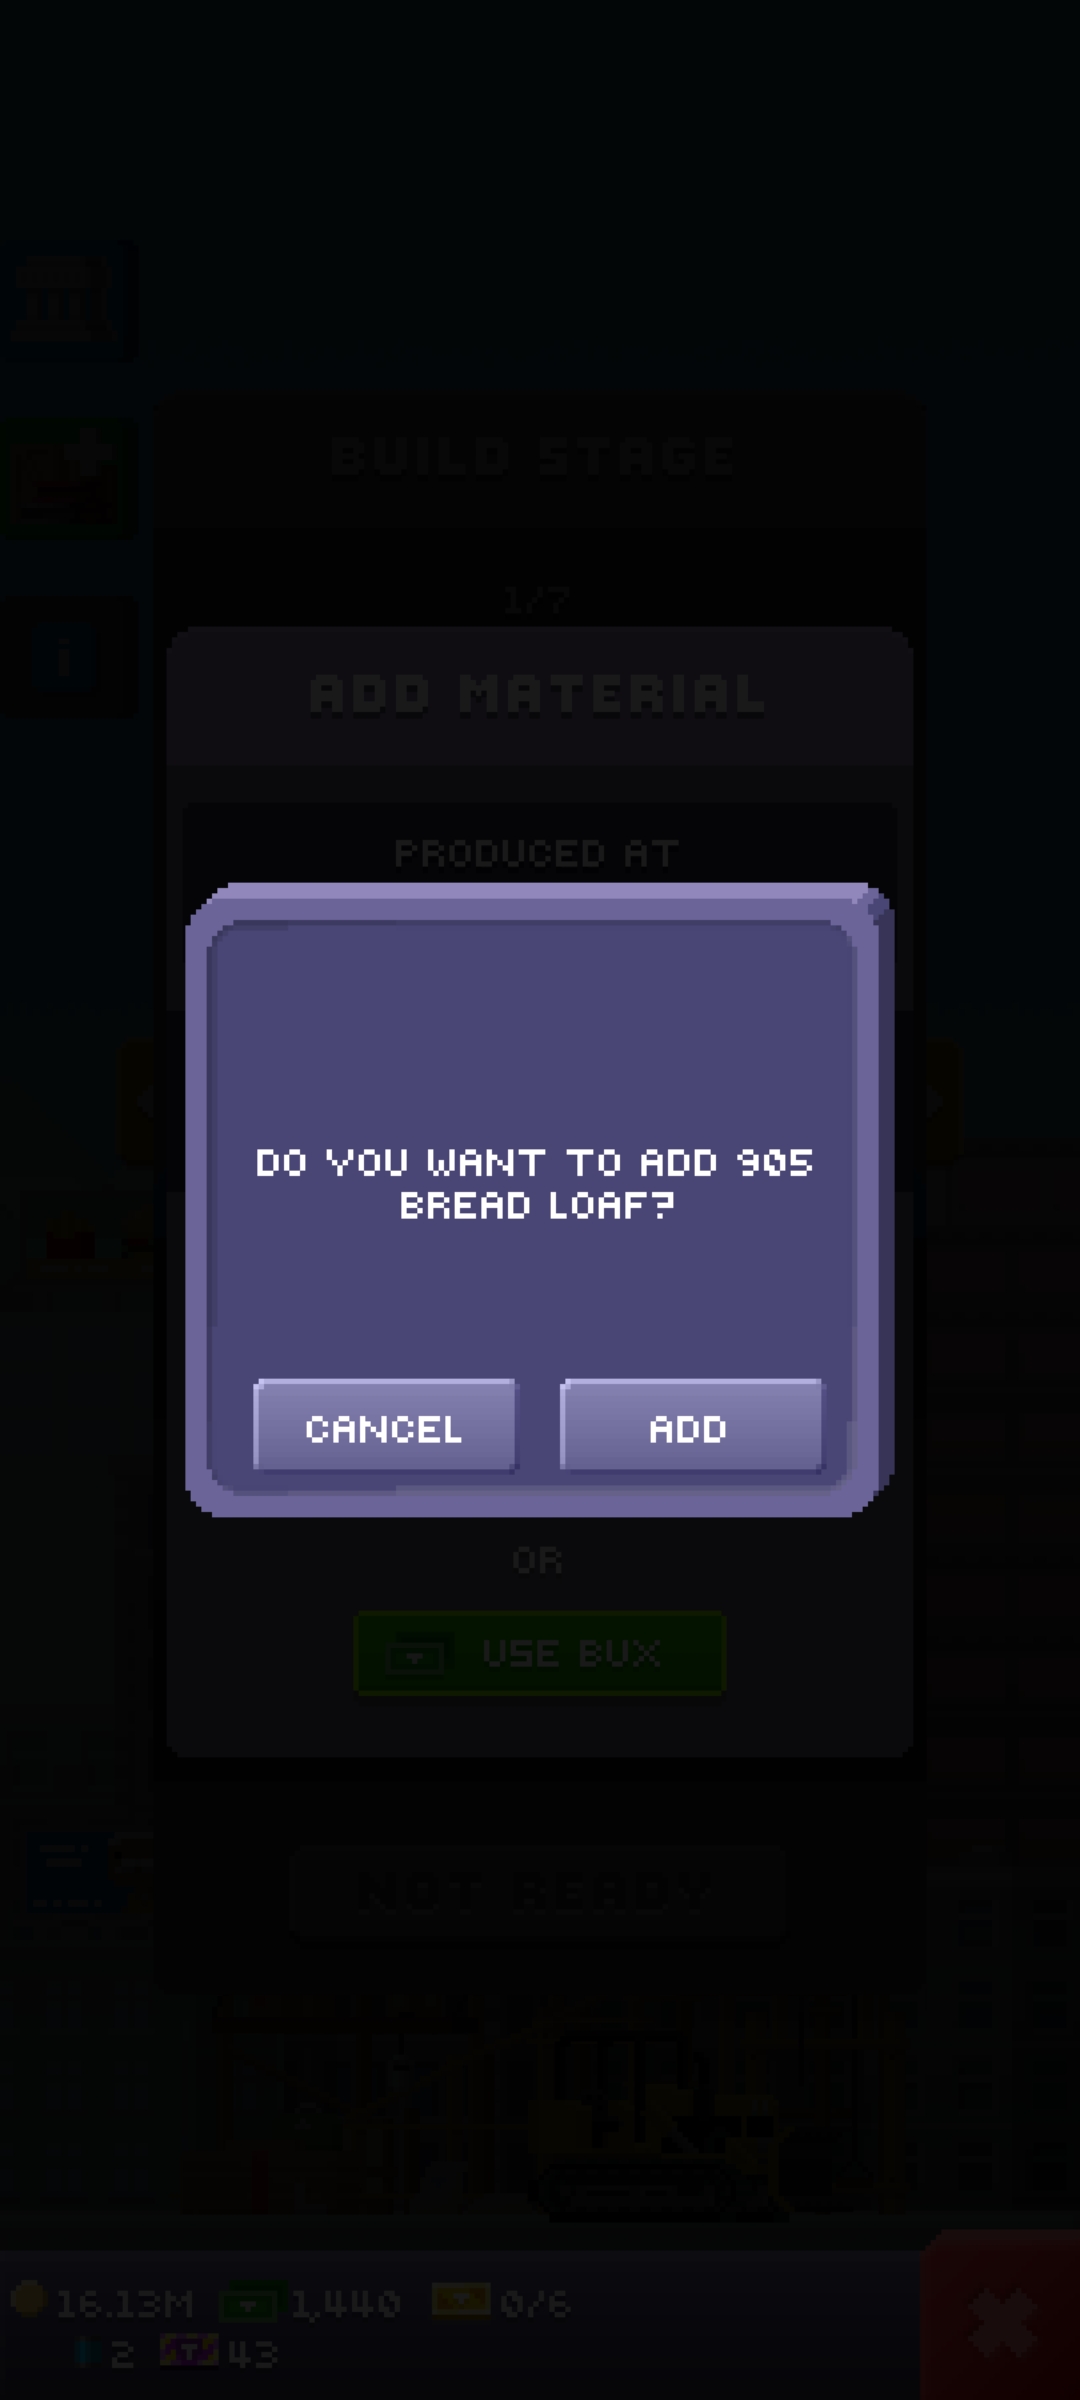 BUILD STAGE
1/7
ADD MATERIAL
PRODUCED AT
DO YOU WANT TO ADD 905
BREAD LOAF?
CANCEL
ADD
OR
USE BUX
NOT READY
16.13M 1,440 0/6
2 43